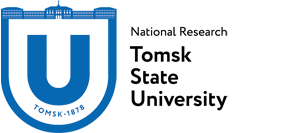 U
TOMSK-1878
National Research
Tomsk
State
University